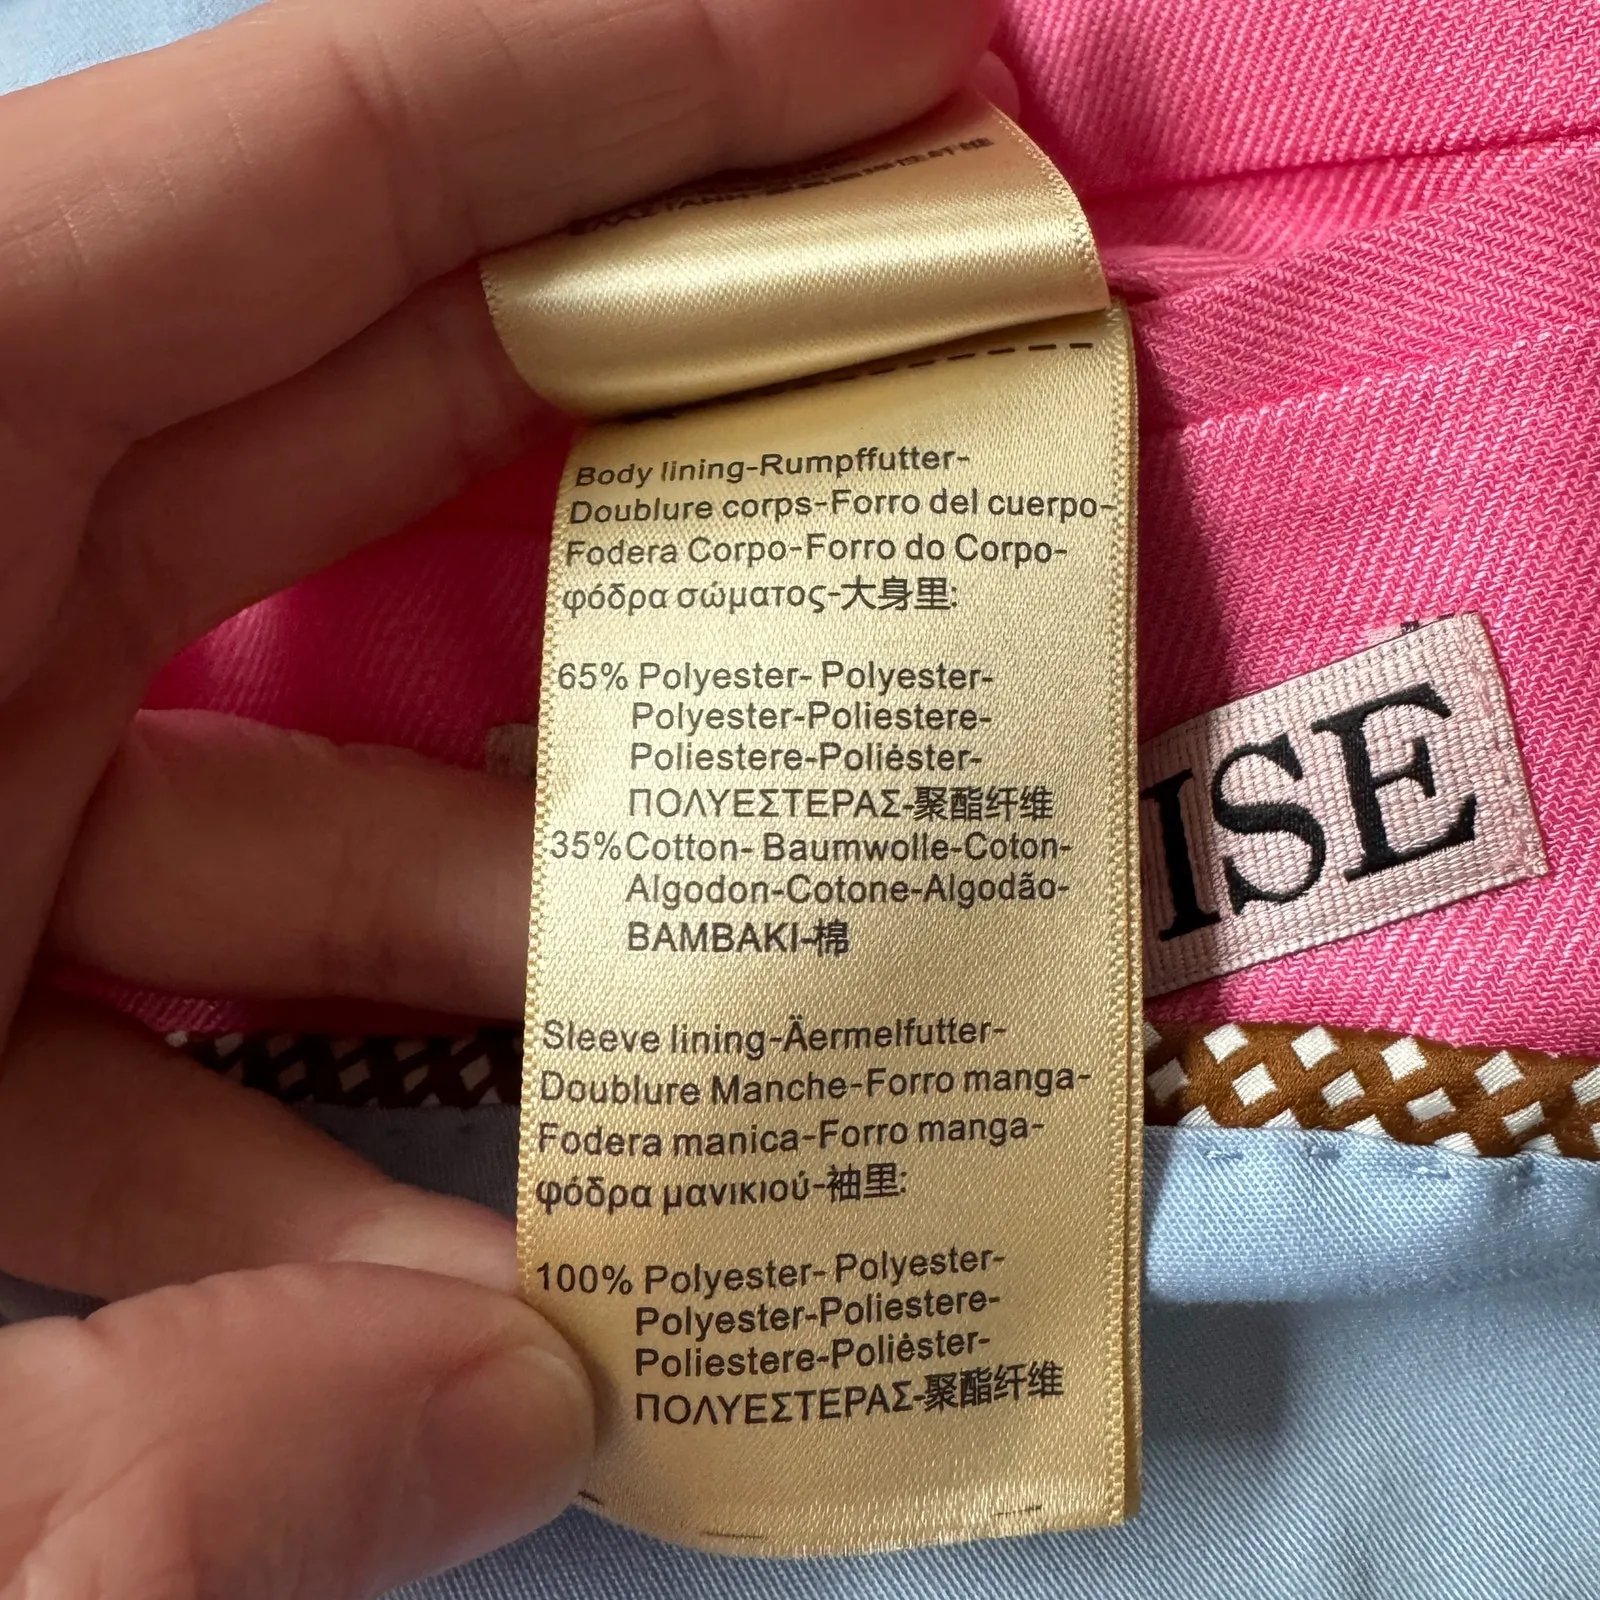 Body lining-Rumpffutter-
Doublure corps-Forro del cuerpo-
Fodera Corpo-Forro do Corpo-
φόδρα σώματος-大身里:
65% Polyester- Polyester-
Polyester-Poliestere-
Poliestere-Poliéster-
ΠΟΛΥΕΣΤΕΡΑΣ-聚酯纤维
35%Cotton- Baumwolle-Coton-
Algodon-Cotone-Algodão-
BAMBAKI-棉
Sleeve lining-Äermelfutter-
Doublure Manche-Forro manga-
Fodera manica-Forro manga-
φόδρα μανικιού-袖里:
100% Polyester- Polyester-
Polyester-Poliestere-
Poliestere-Poliéster-
ΠΟΛΥΕΣΤΕΡΑΣ-聚酯纤维
ISE